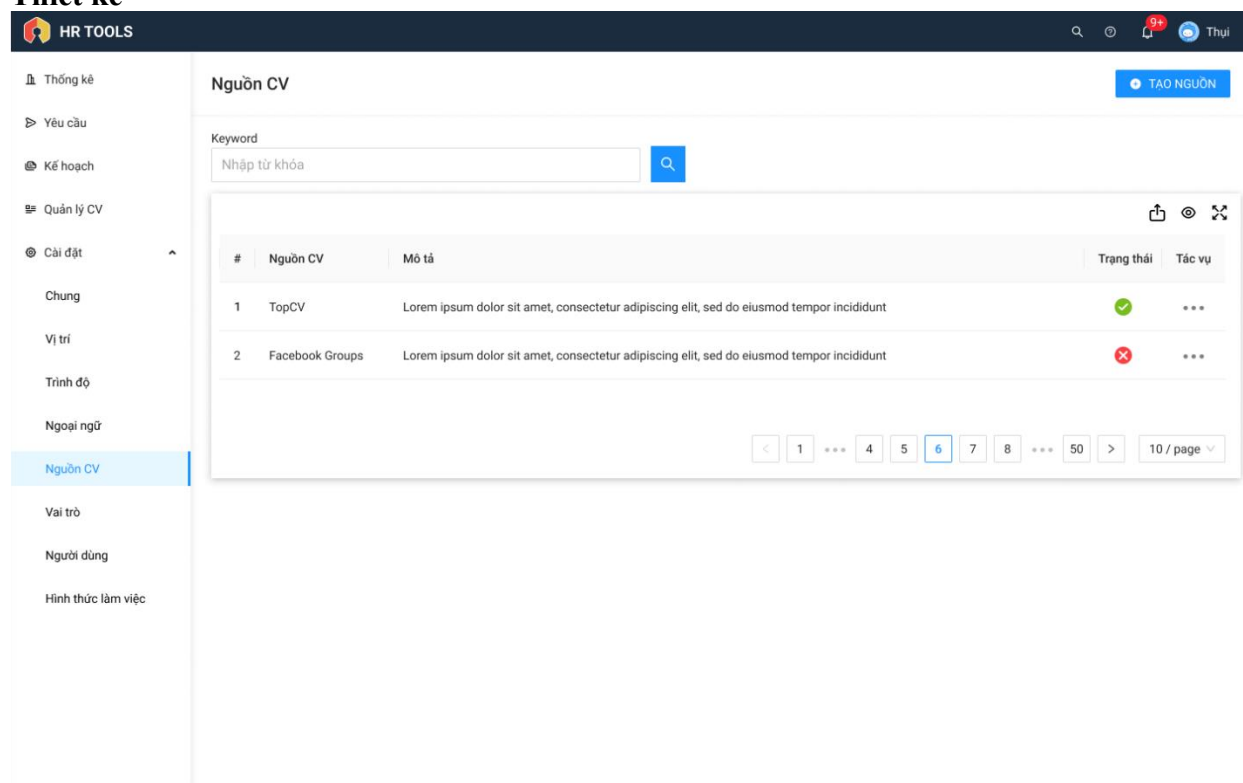 Thiết kế
HR TOOLS
9+
Thụi
Thống kê
Yêu cầu
Kế hoạch
Quản lý CV
Cài đặt
Chung
Vị trí
Trình độ
Ngoại ngữ
Nguồn CV
Vai trò
Người dùng
Hình thức làm việc
Nguồn CV
TẠO NGUỒN
Keyword
Nhập từ khóa
# Nguồn CV Mô tả Trạng thái Tác vụ
1 TopCV Lorem ipsum dolor sit amet, consectetur adipiscing elit, sed do eiusmod tempor incididunt
2 Facebook Groups Lorem ipsum dolor sit amet, consectetur adipiscing elit, sed do eiusmod tempor incididunt
< 1 ••• 4 5 6 7 8 ••• 50 > 10 / page